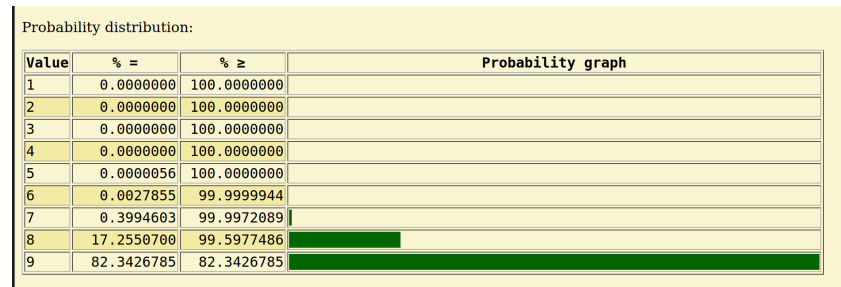 Probability distribution:
Value % = % ≥ Probability graph
1 0.0000000 100.0000000
2 0.0000000 100.0000000
3 0.0000000 100.0000000
4 0.0000000 100.0000000
5 0.0000056 100.0000000
6 0.0027855 99.9999944
7 0.3994603 99.9972089
8 17.2550700 99.5977486
9 82.3426785 82.3426785